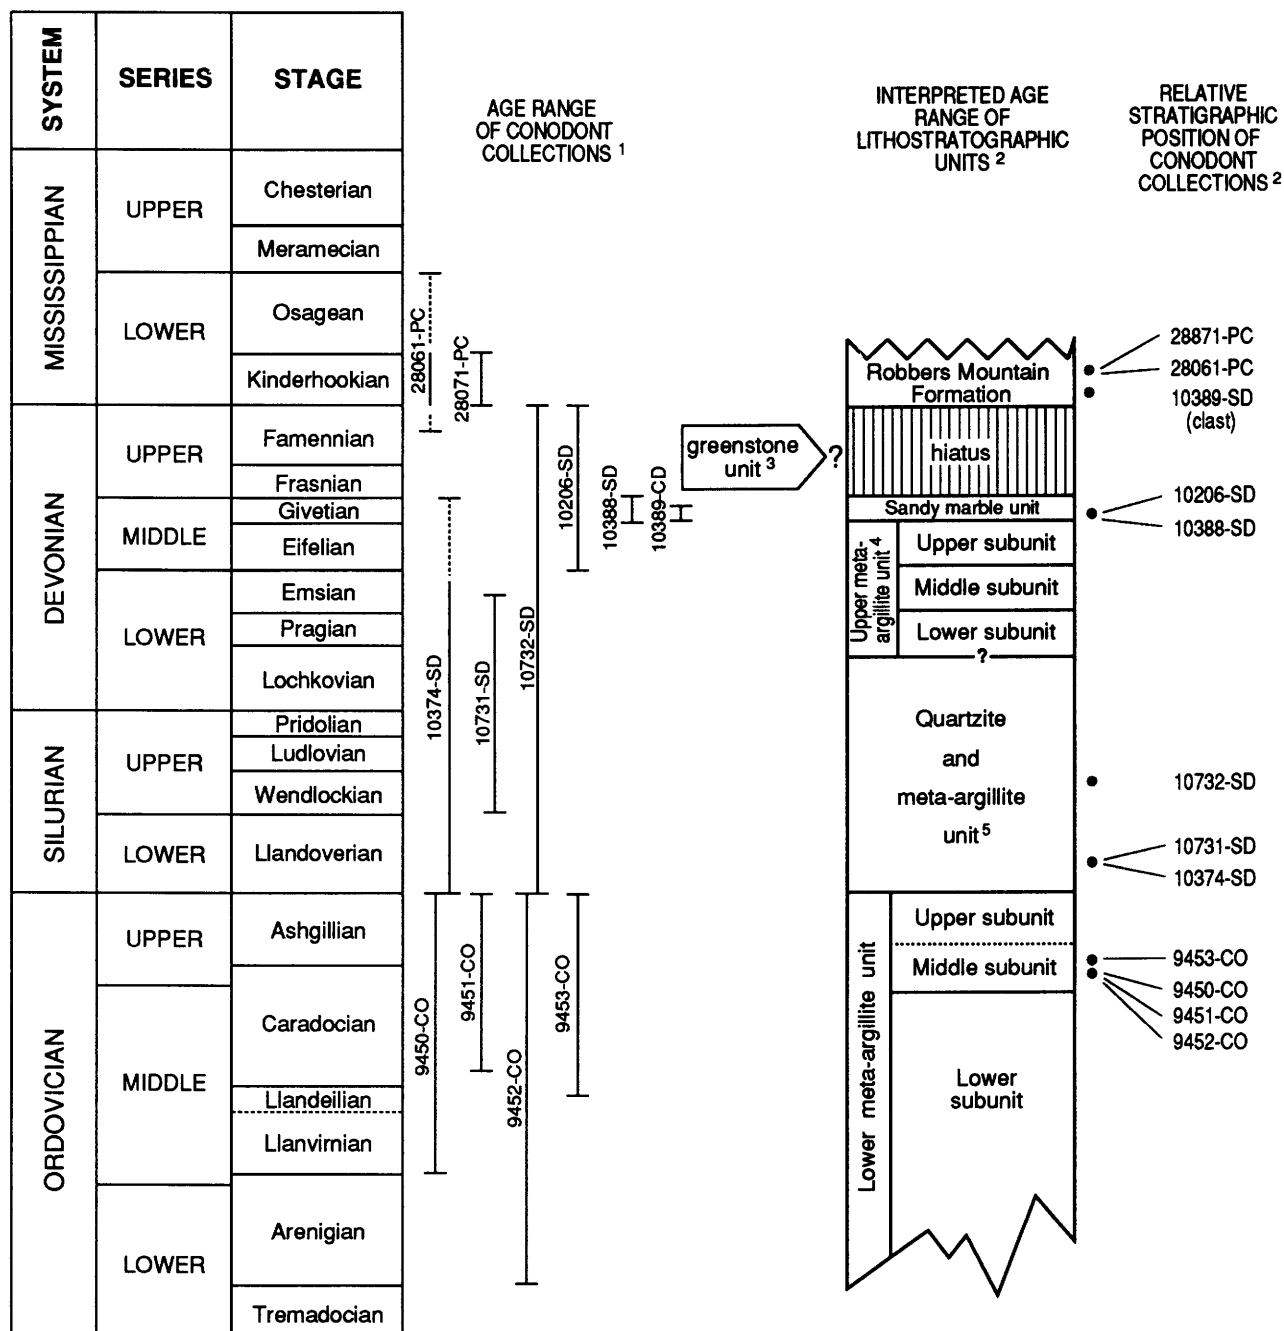 SYSTEM
SERIES
STAGE
AGE RANGE
OF CONODONT
COLLECTIONS 1
INTERPRETED AGE
RANGE OF
LITHOSTRATOGRAPHIC
UNITS 2
RELATIVE
STRATIGRAPHIC
POSITION OF
CONODONT
COLLECTIONS 2
MISSISSIPPIAN
UPPER
Chesterian
Meramecian
LOWER
Osagean
Kinderhookian
DEVONIAN
UPPER
Famennian
Frasnian
MIDDLE
Givetian
Eifelian
LOWER
Emsian
Pragian
Lochkovian
SILURIAN
UPPER
Pridolian
Ludlovian
Wendlockian
LOWER
Llandoverian
ORDOVICIAN
UPPER
Ashgillian
MIDDLE
Caradocian
Llandeilian
Llanvirnian
LOWER
Arenigian
Tremadocian
28061-PC
28071-PC
10374-SD
10731-SD
10732-SD
10206-SD
10388-SD
10389-CD
9450-CO
9451-CO
9452-CO
9453-CO
greenstone
unit 3
?
Robbers Mountain
Formation
hiatus
Sandy marble unit
Upper meta-
argillite unit 4
Upper subunit
Middle subunit
Lower subunit
?
Quartzite
and
meta-argillite
unit 5
Lower meta-argillite unit
Upper subunit
Middle subunit
Lower
subunit
28871-PC
28061-PC
10389-SD
(clast)
10206-SD
10388-SD
10732-SD
10731-SD
10374-SD
9453-CO
9450-CO
9451-CO
9452-CO